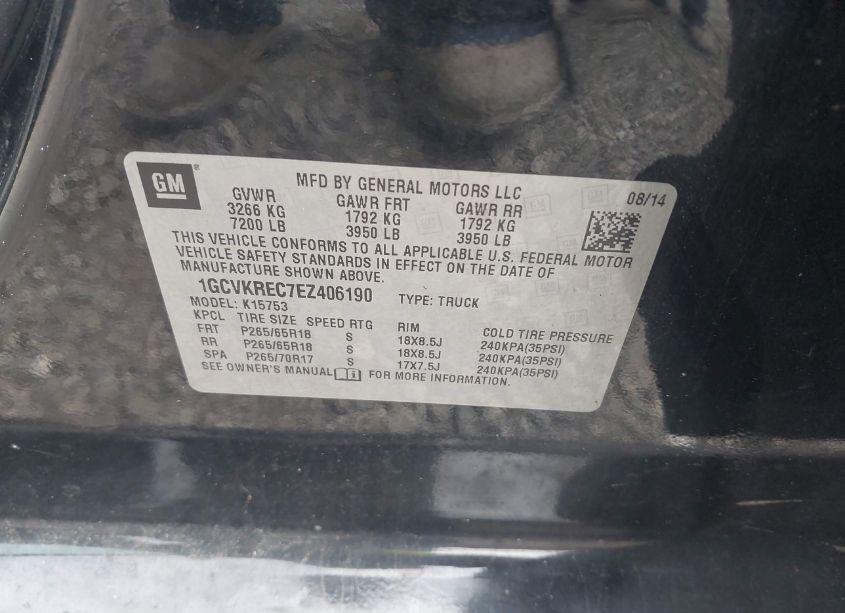 GM
MFD BY GENERAL MOTORS LLC
08/14
GVWR GAWR FRT GAWR RR
3266 KG 1792 KG 1792 KG
7200 LB 3950 LB 3950 LB
THIS VEHICLE CONFORMS TO ALL APPLICABLE U.S. FEDERAL MOTOR
VEHICLE SAFETY STANDARDS IN EFFECT ON THE DATE OF
MANUFACTURE SHOWN ABOVE.
1GCVKREC7EZ406190 TYPE: TRUCK
MODEL: K15753
KPCL TIRE SIZE SPEED RTG RIM COLD TIRE PRESSURE
FRT P265/65R18 S 18X8.5J 240KPA(35PSI)
RR P265/65R18 S 18X8.5J 240KPA(35PSI)
SPA P265/70R17 S 17X7.5J 240KPA(35PSI)
SEE OWNER'S MANUAL FOR MORE INFORMATION.